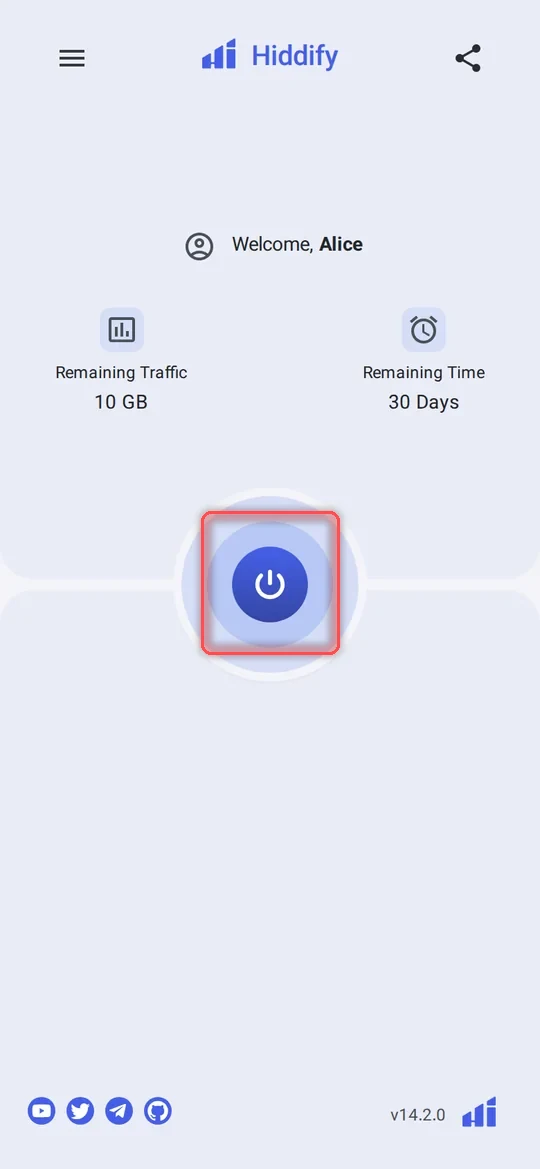 Hiddify
Welcome, Alice
Remaining Traffic
10 GB
Remaining Time
30 Days
v14.2.0